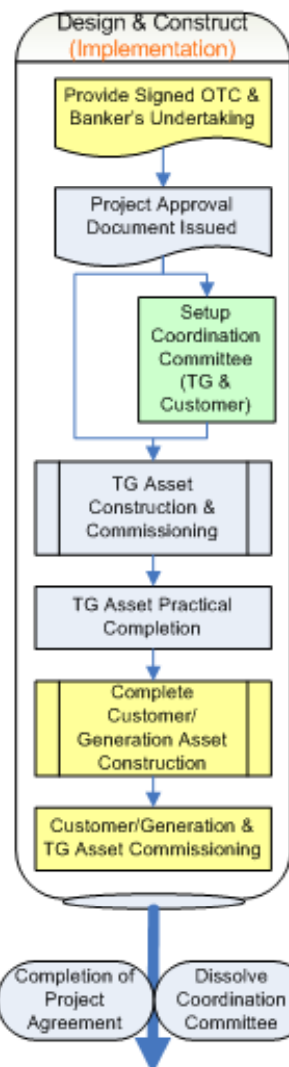 Design & Construct
(Implementation)
Provide Signed OTC &
Banker's Undertaking
Project Approval
Document Issued
Setup
Coordination
Committee
(TG &
Customer)
TG Asset
Construction &
Commissioning
TG Asset Practical
Completion
Complete
Customer/
Generation Asset
Construction
Customer/Generation &
TG Asset Commissioning
Completion of
Project
Agreement
Dissolve
Coordination
Committee